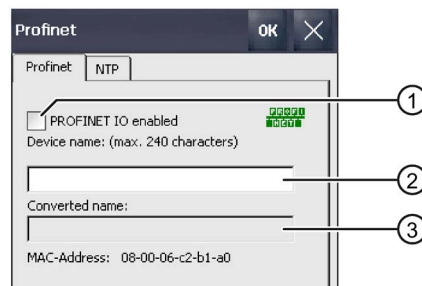 Profinet OK
Profinet NTP
1
PROFINET IO enabled
PROFI
NET
Device name: (max. 240 characters)
2
Converted name:
3
MAC-Address: 08-00-06-c2-b1-a0